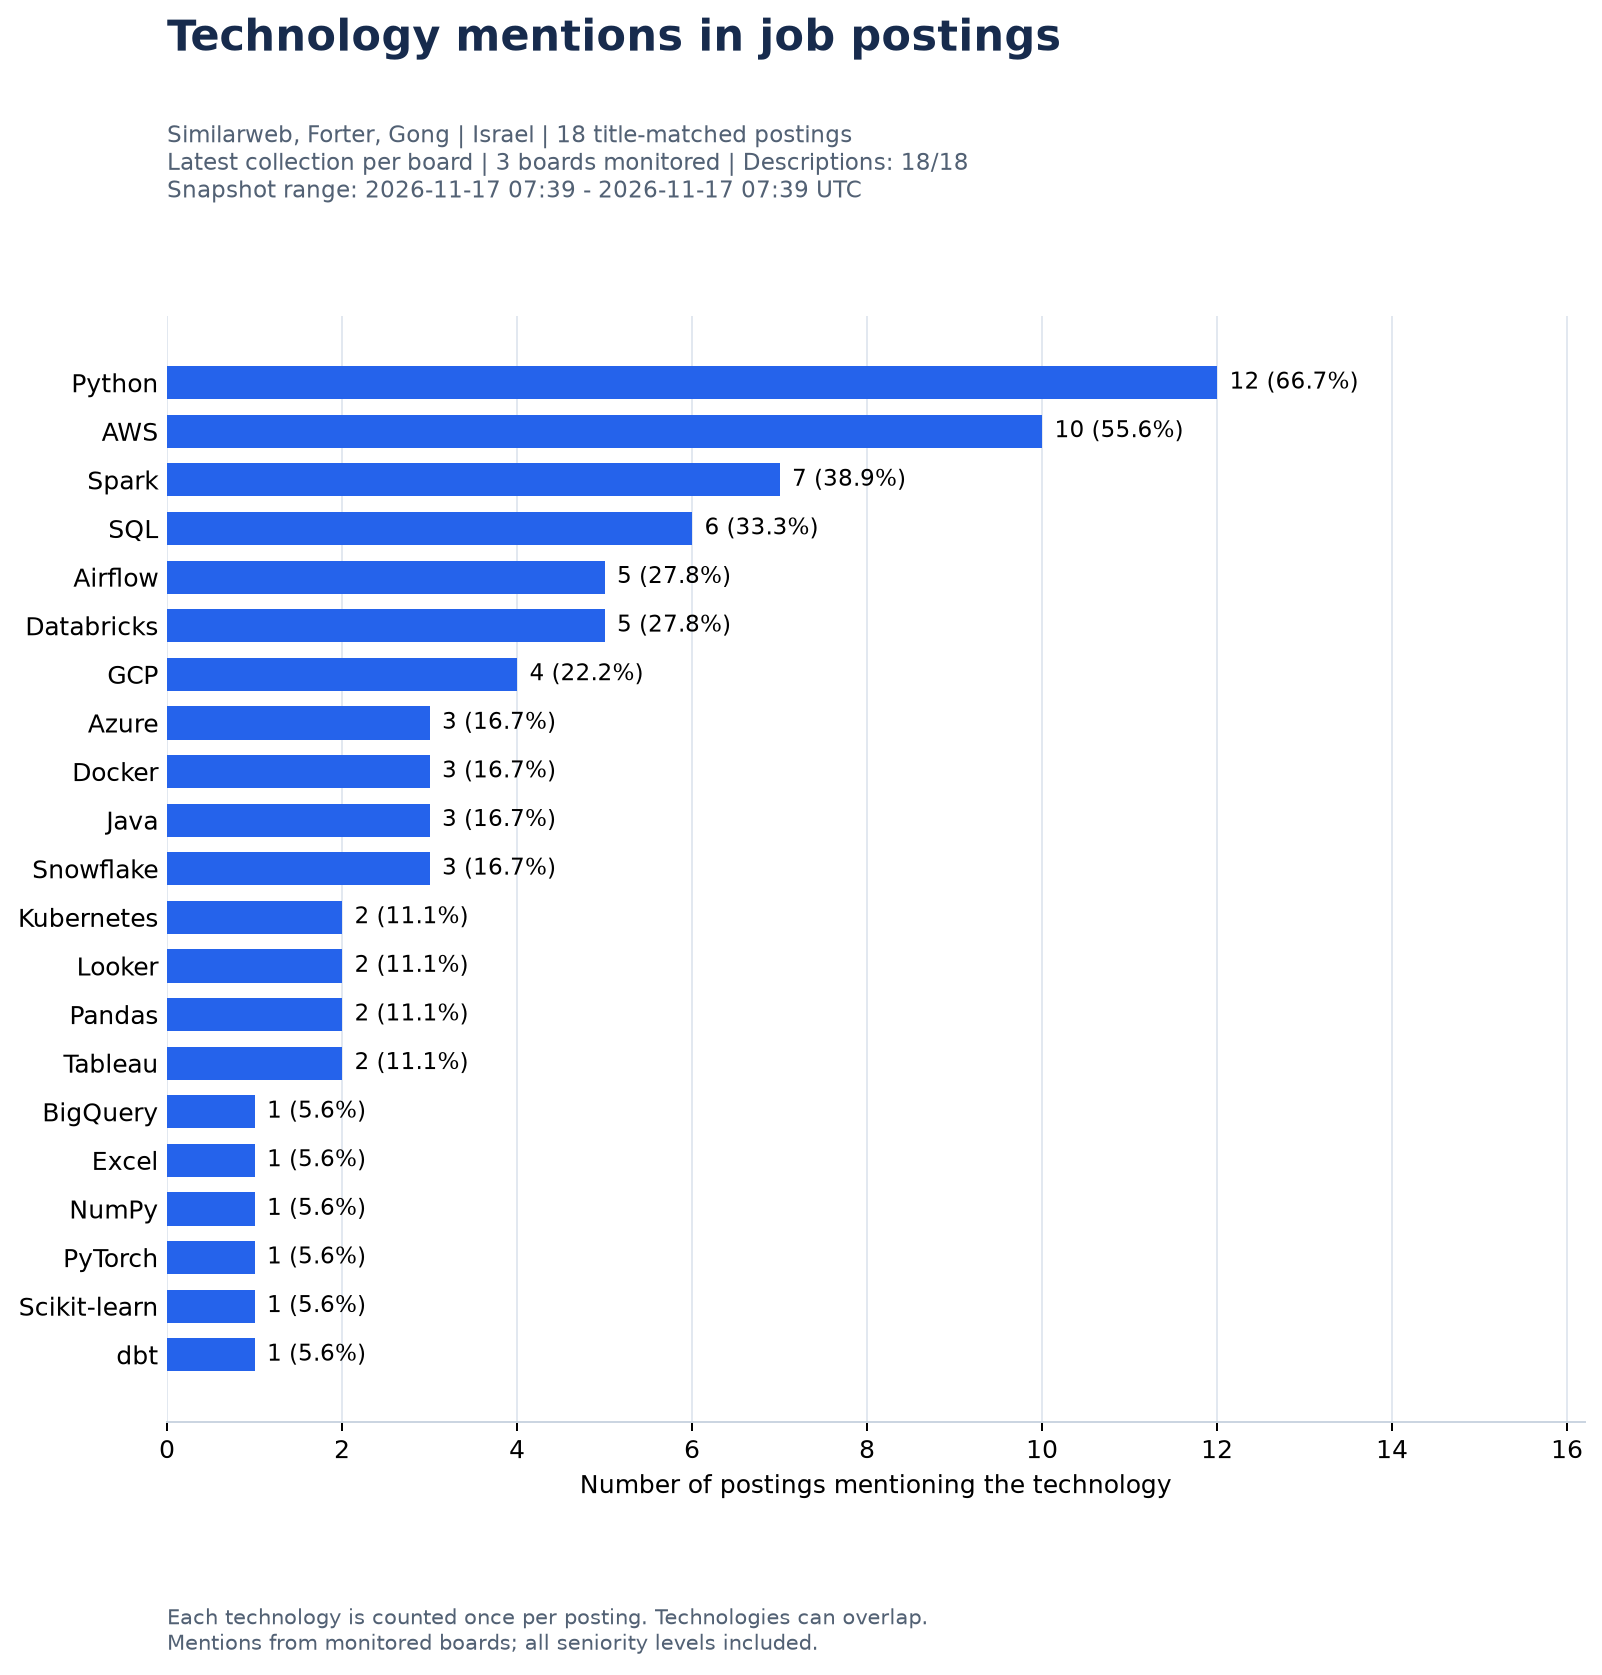 Technology mentions in job postings
Similarweb, Forter, Gong | Israel | 18 title-matched postings
Latest collection per board | 3 boards monitored | Descriptions: 18/18
Snapshot range: 2026-11-17 07:39 - 2026-11-17 07:39 UTC
Python 12 (66.7%)
AWS 10 (55.6%)
Spark 7 (38.9%)
SQL 6 (33.3%)
Airflow 5 (27.8%)
Databricks 5 (27.8%)
GCP 4 (22.2%)
Azure 3 (16.7%)
Docker 3 (16.7%)
Java 3 (16.7%)
Snowflake 3 (16.7%)
Kubernetes 2 (11.1%)
Looker 2 (11.1%)
Pandas 2 (11.1%)
Tableau 2 (11.1%)
BigQuery 1 (5.6%)
Excel 1 (5.6%)
NumPy 1 (5.6%)
PyTorch 1 (5.6%)
Scikit-learn 1 (5.6%)
dbt 1 (5.6%)
0 2 4 6 8 10 12 14 16
Number of postings mentioning the technology
Each technology is counted once per posting. Technologies can overlap.
Mentions from monitored boards; all seniority levels included.